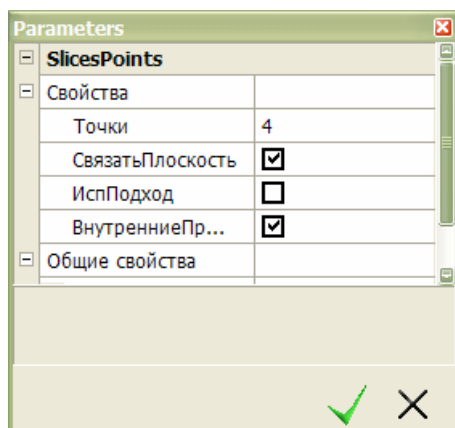 Parameters
SlicesPoints
Свойства
Точки 4
СвязатьПлоскость
ИспПодход
ВнутренниеПр...
Общие свойства